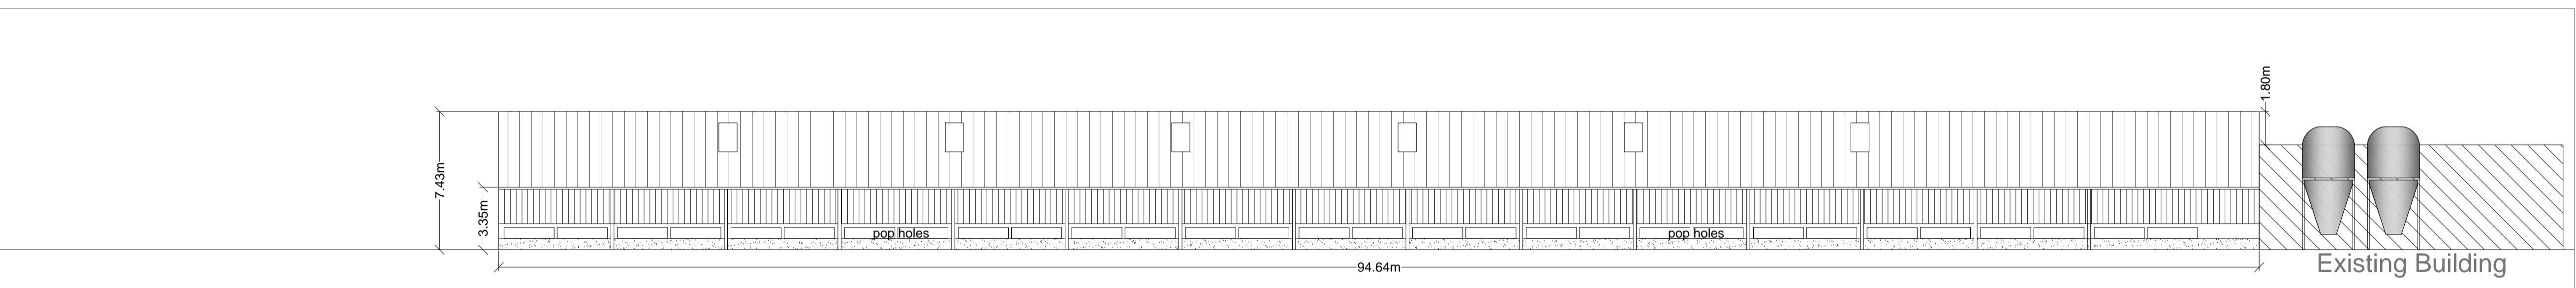 1.80m
7.43m
3.35m
pop holes
pop holes
94.64m
Existing Building